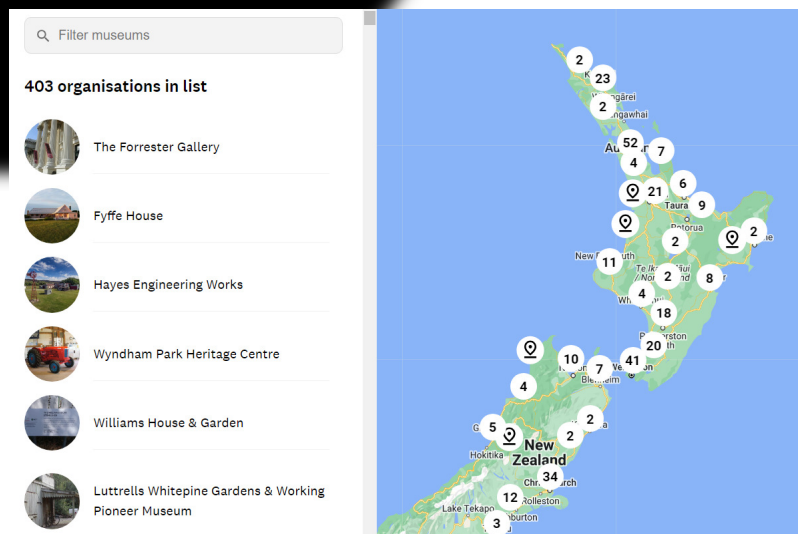 Filter museums
403 organisations in list
The Forrester Gallery
Fyffe House
Hayes Engineering Works
Wyndham Park Heritage Centre
Williams House & Garden
Luttrells Whitepine Gardens & Working
Pioneer Museum
2
23
2
52
7
4
21
6
9
2
2
11
2
8
4
18
20
10
41
7
4
2
5
2
New
Zealand
Hokitika
34
12
Rolleston
Lake Tekapo
3